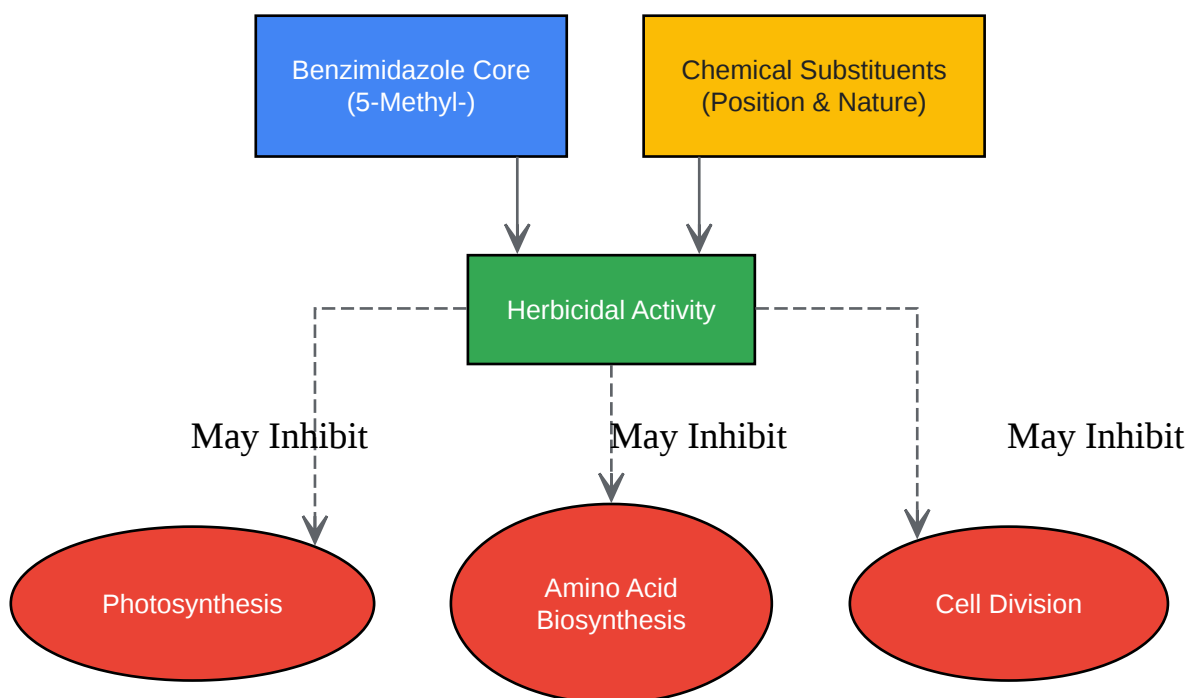 Benzimidazole Core
(5-Methyl-)
Chemical Substituents
(Position & Nature)
Herbicidal Activity
May Inhibit
May Inhibit
May Inhibit
Photosynthesis
Amino Acid
Biosynthesis
Cell Division